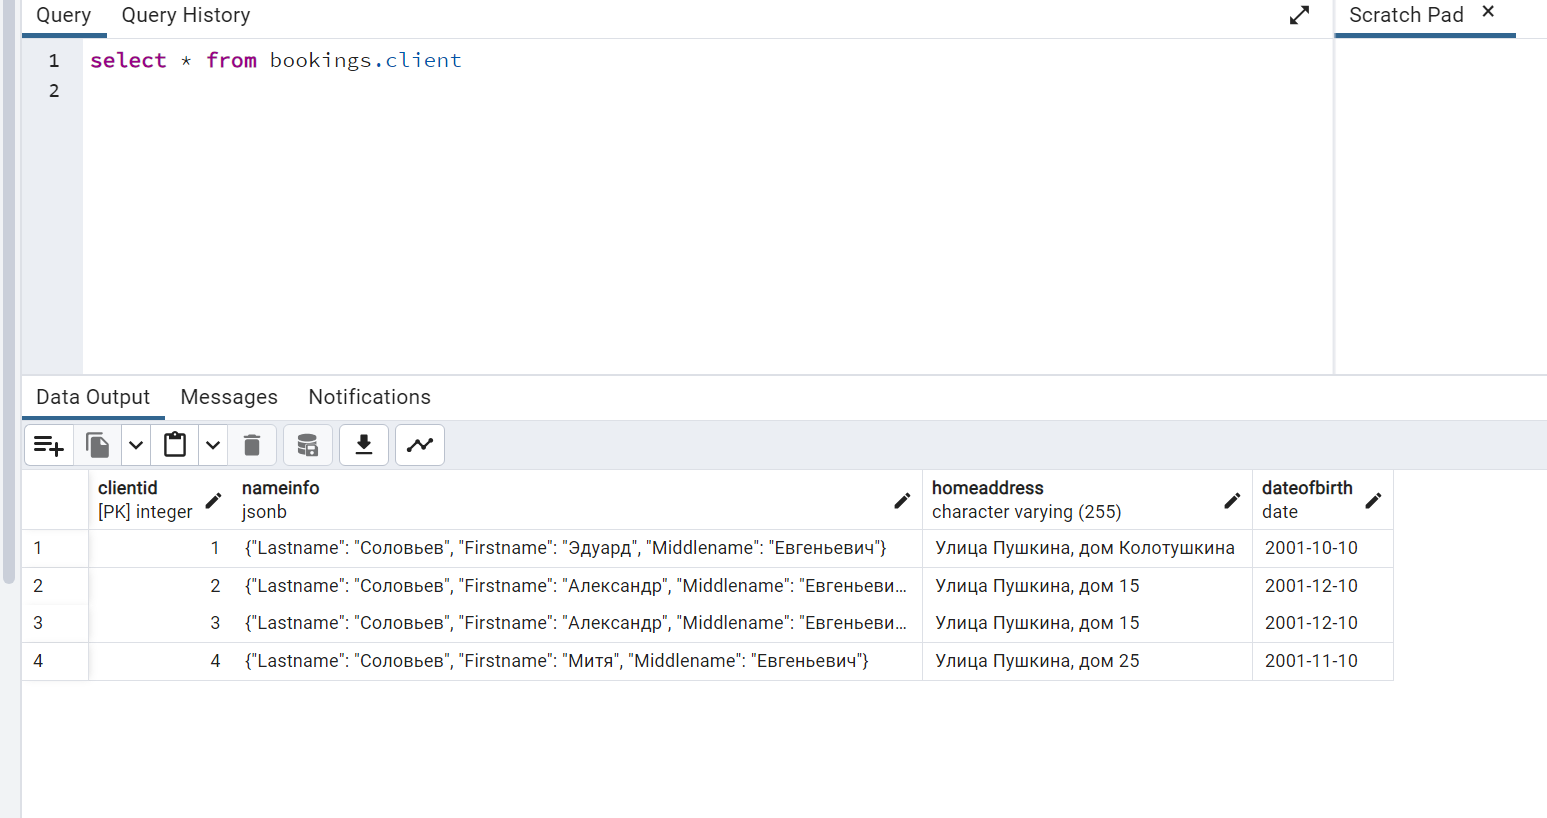 Query Query History Scratch Pad ×
1 select * from bookings.client
2
Data Output Messages Notifications
clientid nameinfo homeaddress dateofbirth
[PK] integer jsonb character varying (255) date
1 1 {"Lastname": "Соловьев", "Firstname": "Эдуард", "Middlename": "Евгеньевич"} Улица Пушкина, дом Колотушкина 2001-10-10
2 2 {"Lastname": "Соловьев", "Firstname": "Александр", "Middlename": "Евгеньеви... Улица Пушкина, дом 15 2001-12-10
3 3 {"Lastname": "Соловьев", "Firstname": "Александр", "Middlename": "Евгеньеви... Улица Пушкина, дом 15 2001-12-10
4 4 {"Lastname": "Соловьев", "Firstname": "Митя", "Middlename": "Евгеньевич"} Улица Пушкина, дом 25 2001-11-10